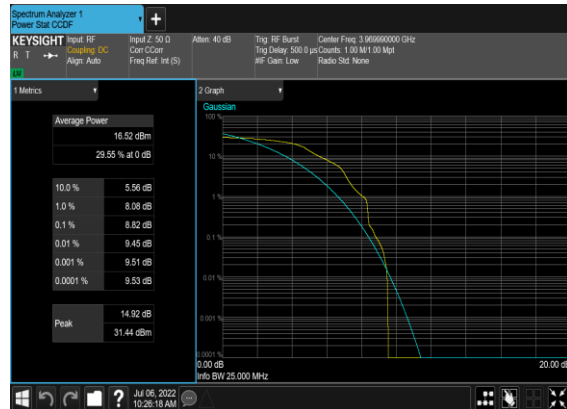 Spectrum Analyzer 1
Power Stat CCDF
KEYSIGHT
R T
Input: RF
Coupling: DC
Align: Auto
Input Z: 50 Ω
Corr CCorr
Freq Ref: Int (S)
Atten: 40 dB
Trig: RF Burst
Trig Delay: 500.0 µs
#IF Gain: Low
Center Freq: 3.969990000 GHz
Counts: 1.00 M/1.00 Mpt
Radio Std: None
1 Metrics
Average Power
16.52 dBm
29.55 % at 0 dB
10.0 % 5.56 dB
1.0 % 8.08 dB
0.1 % 8.82 dB
0.01 % 9.45 dB
0.001 % 9.51 dB
0.0001 % 9.53 dB
Peak
14.92 dB
31.44 dBm
2 Graph
Gaussian
100 %
10 %
1 %
0.1 %
0.01 %
0.001 %
0.0001 %
0.00 dB
20.00 dB
Info BW 25.000 MHz
Jul 06, 2022
10:26:18 AM